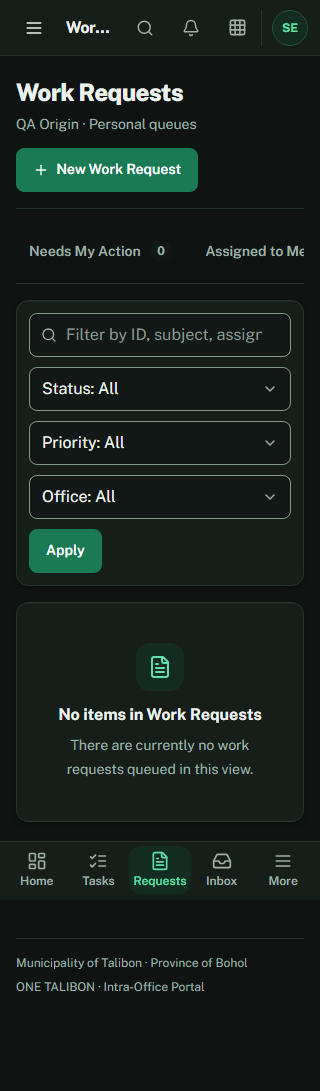 Wor...
SE
Work Requests
QA Origin · Personal queues
New Work Request
Needs My Action 0 Assigned to Me
Filter by ID, subject, assigr
Status: All
Priority: All
Office: All
Apply
No items in Work Requests
There are currently no work
requests queued in this view.
Home Tasks Requests Inbox More
Municipality of Talibon · Province of Bohol
ONE TALIBON · Intra-Office Portal